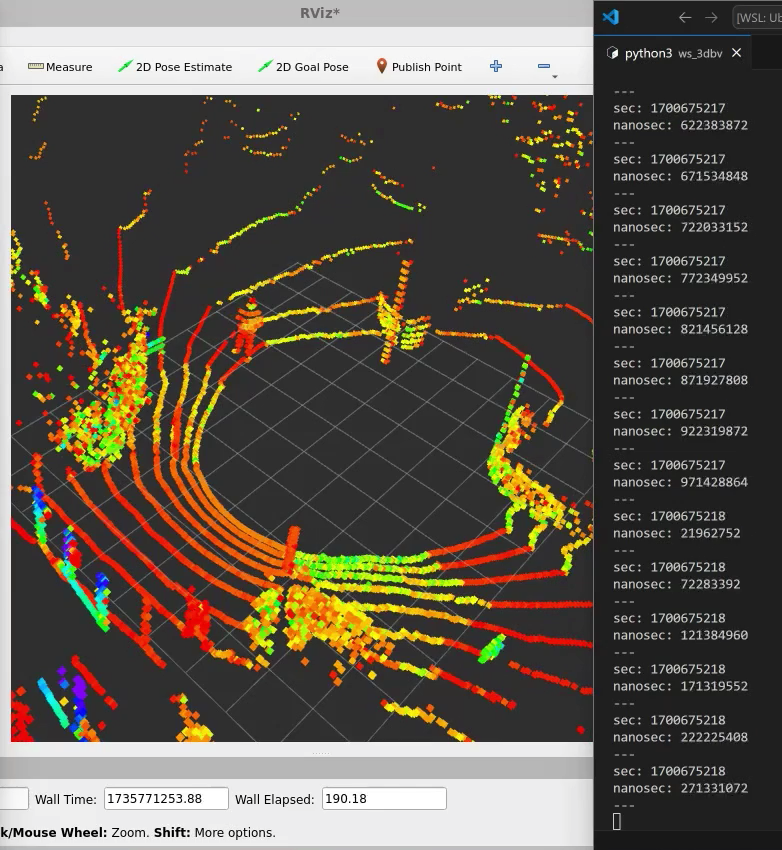 RViz*
a
Measure
2D Pose Estimate
2D Goal Pose
Publish Point
Wall Time: 1735771253.88 Wall Elapsed: 190.18
k/Mouse Wheel: Zoom. Shift: More options.
[WSL: Ub
python3 ws_3dbv
---
sec: 1700675217
nanosec: 622383872
---
sec: 1700675217
nanosec: 671534848
---
sec: 1700675217
nanosec: 722033152
---
sec: 1700675217
nanosec: 772349952
---
sec: 1700675217
nanosec: 821456128
---
sec: 1700675217
nanosec: 871927808
---
sec: 1700675217
nanosec: 922319872
---
sec: 1700675217
nanosec: 971428864
---
sec: 1700675218
nanosec: 21962752
---
sec: 1700675218
nanosec: 72283392
---
sec: 1700675218
nanosec: 121384960
---
sec: 1700675218
nanosec: 171319552
---
sec: 1700675218
nanosec: 222225408
---
sec: 1700675218
nanosec: 271331072
---